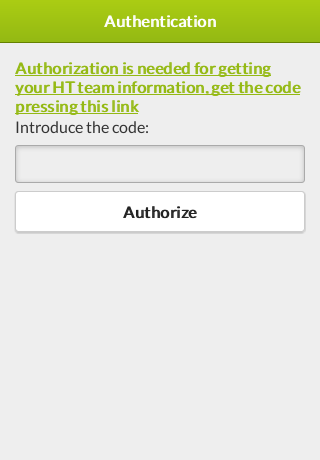 Authentication
Authorization is needed for getting
your HT team information, get the code
pressing this link
Introduce the code:
Authorize